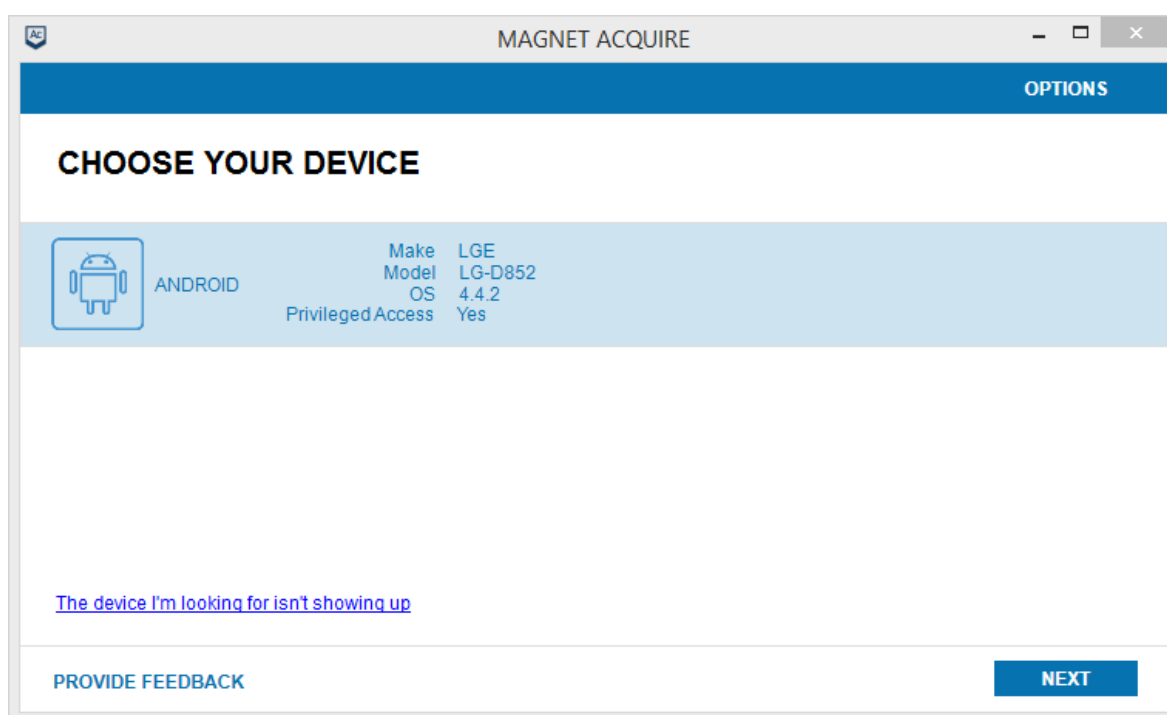 Ac
MAGNET ACQUIRE
OPTIONS
CHOOSE YOUR DEVICE
ANDROID
Make LGE
Model LG-D852
OS 4.4.2
Privileged Access Yes
The device I'm looking for isn't showing up
PROVIDE FEEDBACK
NEXT